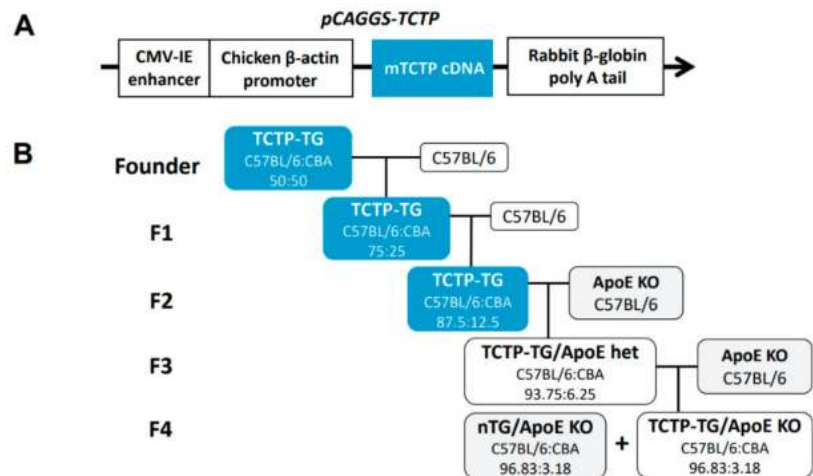 A
pCAGGS-TCTP
CMV-IE
enhancer
Chicken β-actin
promoter
mTCTP cDNA
Rabbit β-globin
poly A tail
B
Founder
TCTP-TG
C57BL/6:CBA
50:50
C57BL/6
F1
TCTP-TG
C57BL/6:CBA
75:25
C57BL/6
F2
TCTP-TG
C57BL/6:CBA
87.5:12.5
ApoE KO
C57BL/6
F3
TCTP-TG/ApoE het
C57BL/6:CBA
93.75:6.25
ApoE KO
C57BL/6
F4
nTG/ApoE KO
C57BL/6:CBA
96.83:3.18
+
TCTP-TG/ApoE KO
C57BL/6:CBA
96.83:3.18